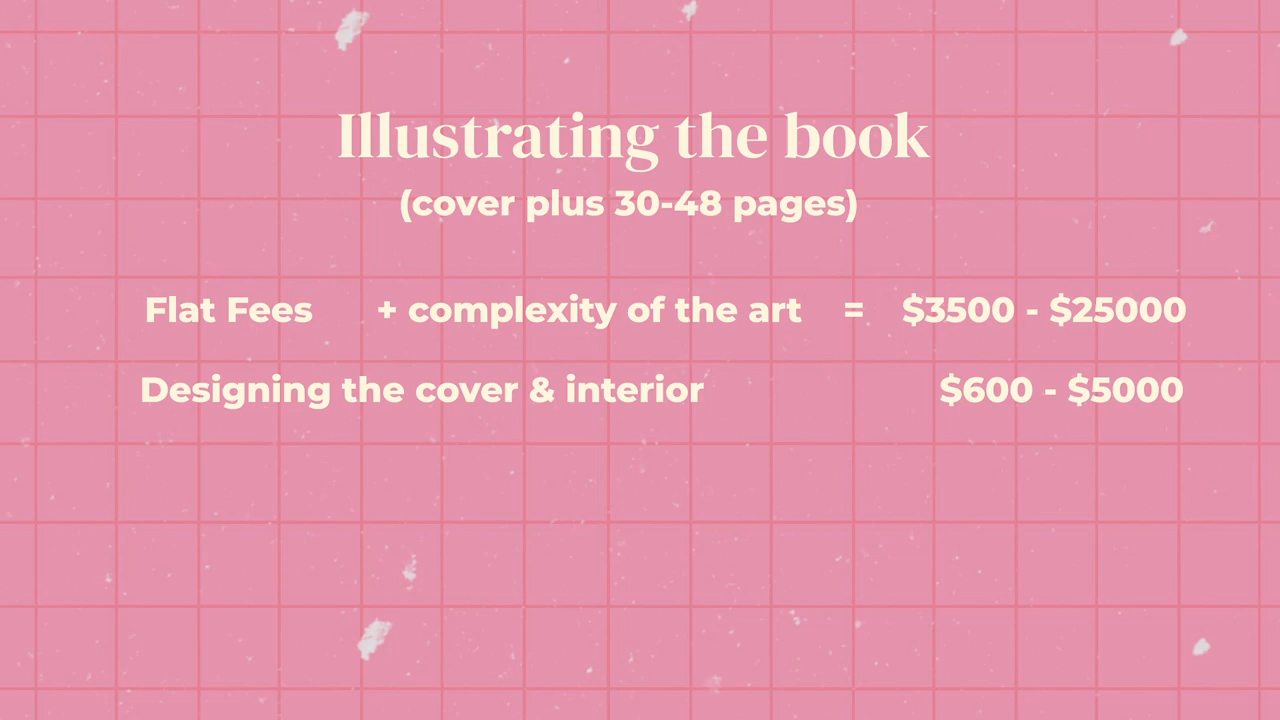 Illustrating the book
(cover plus 30-48 pages)
Flat Fees + complexity of the art = $3500 - $25000
Designing the cover & interior $600 - $5000